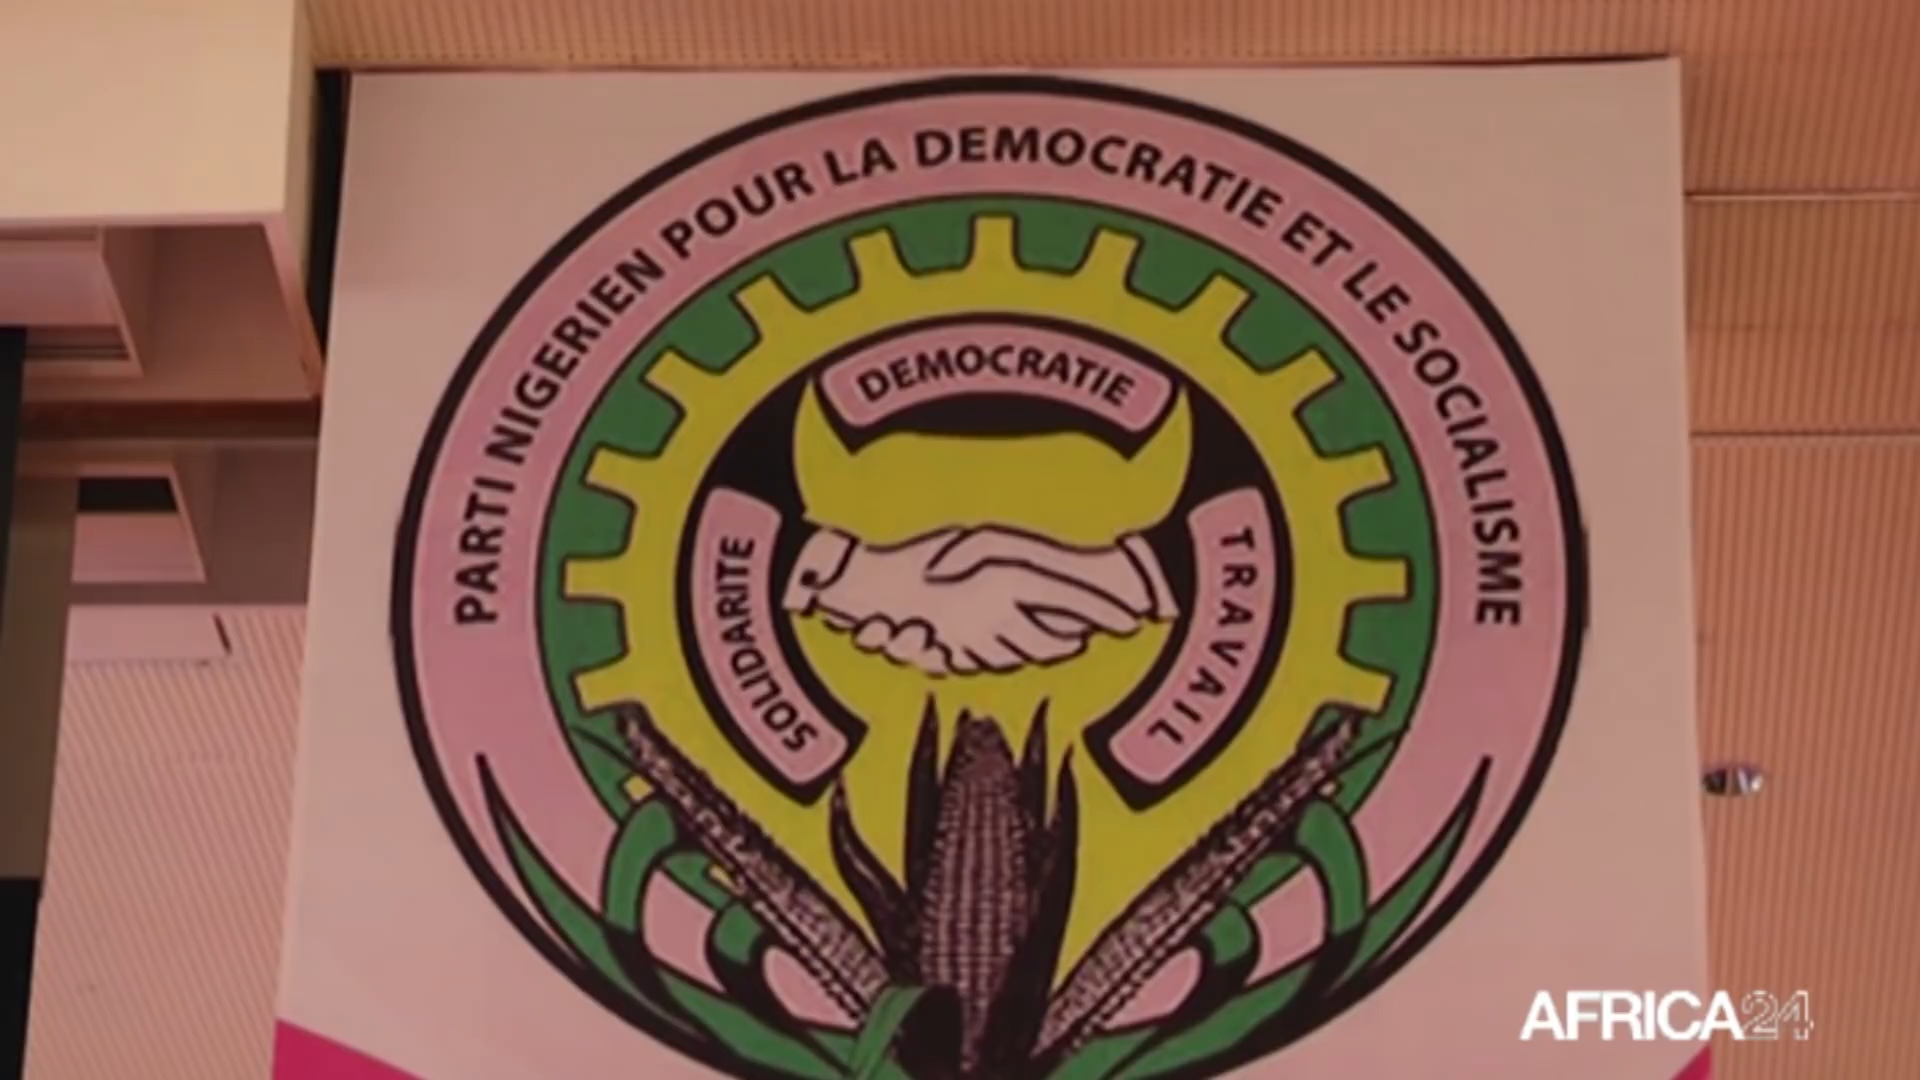 PARTI NIGERIEN POUR LA DEMOCRATIE ET LE SOCIALISME
DEMOCRATIE
SOLIDARITE
TRAVAIL
AFRICA24